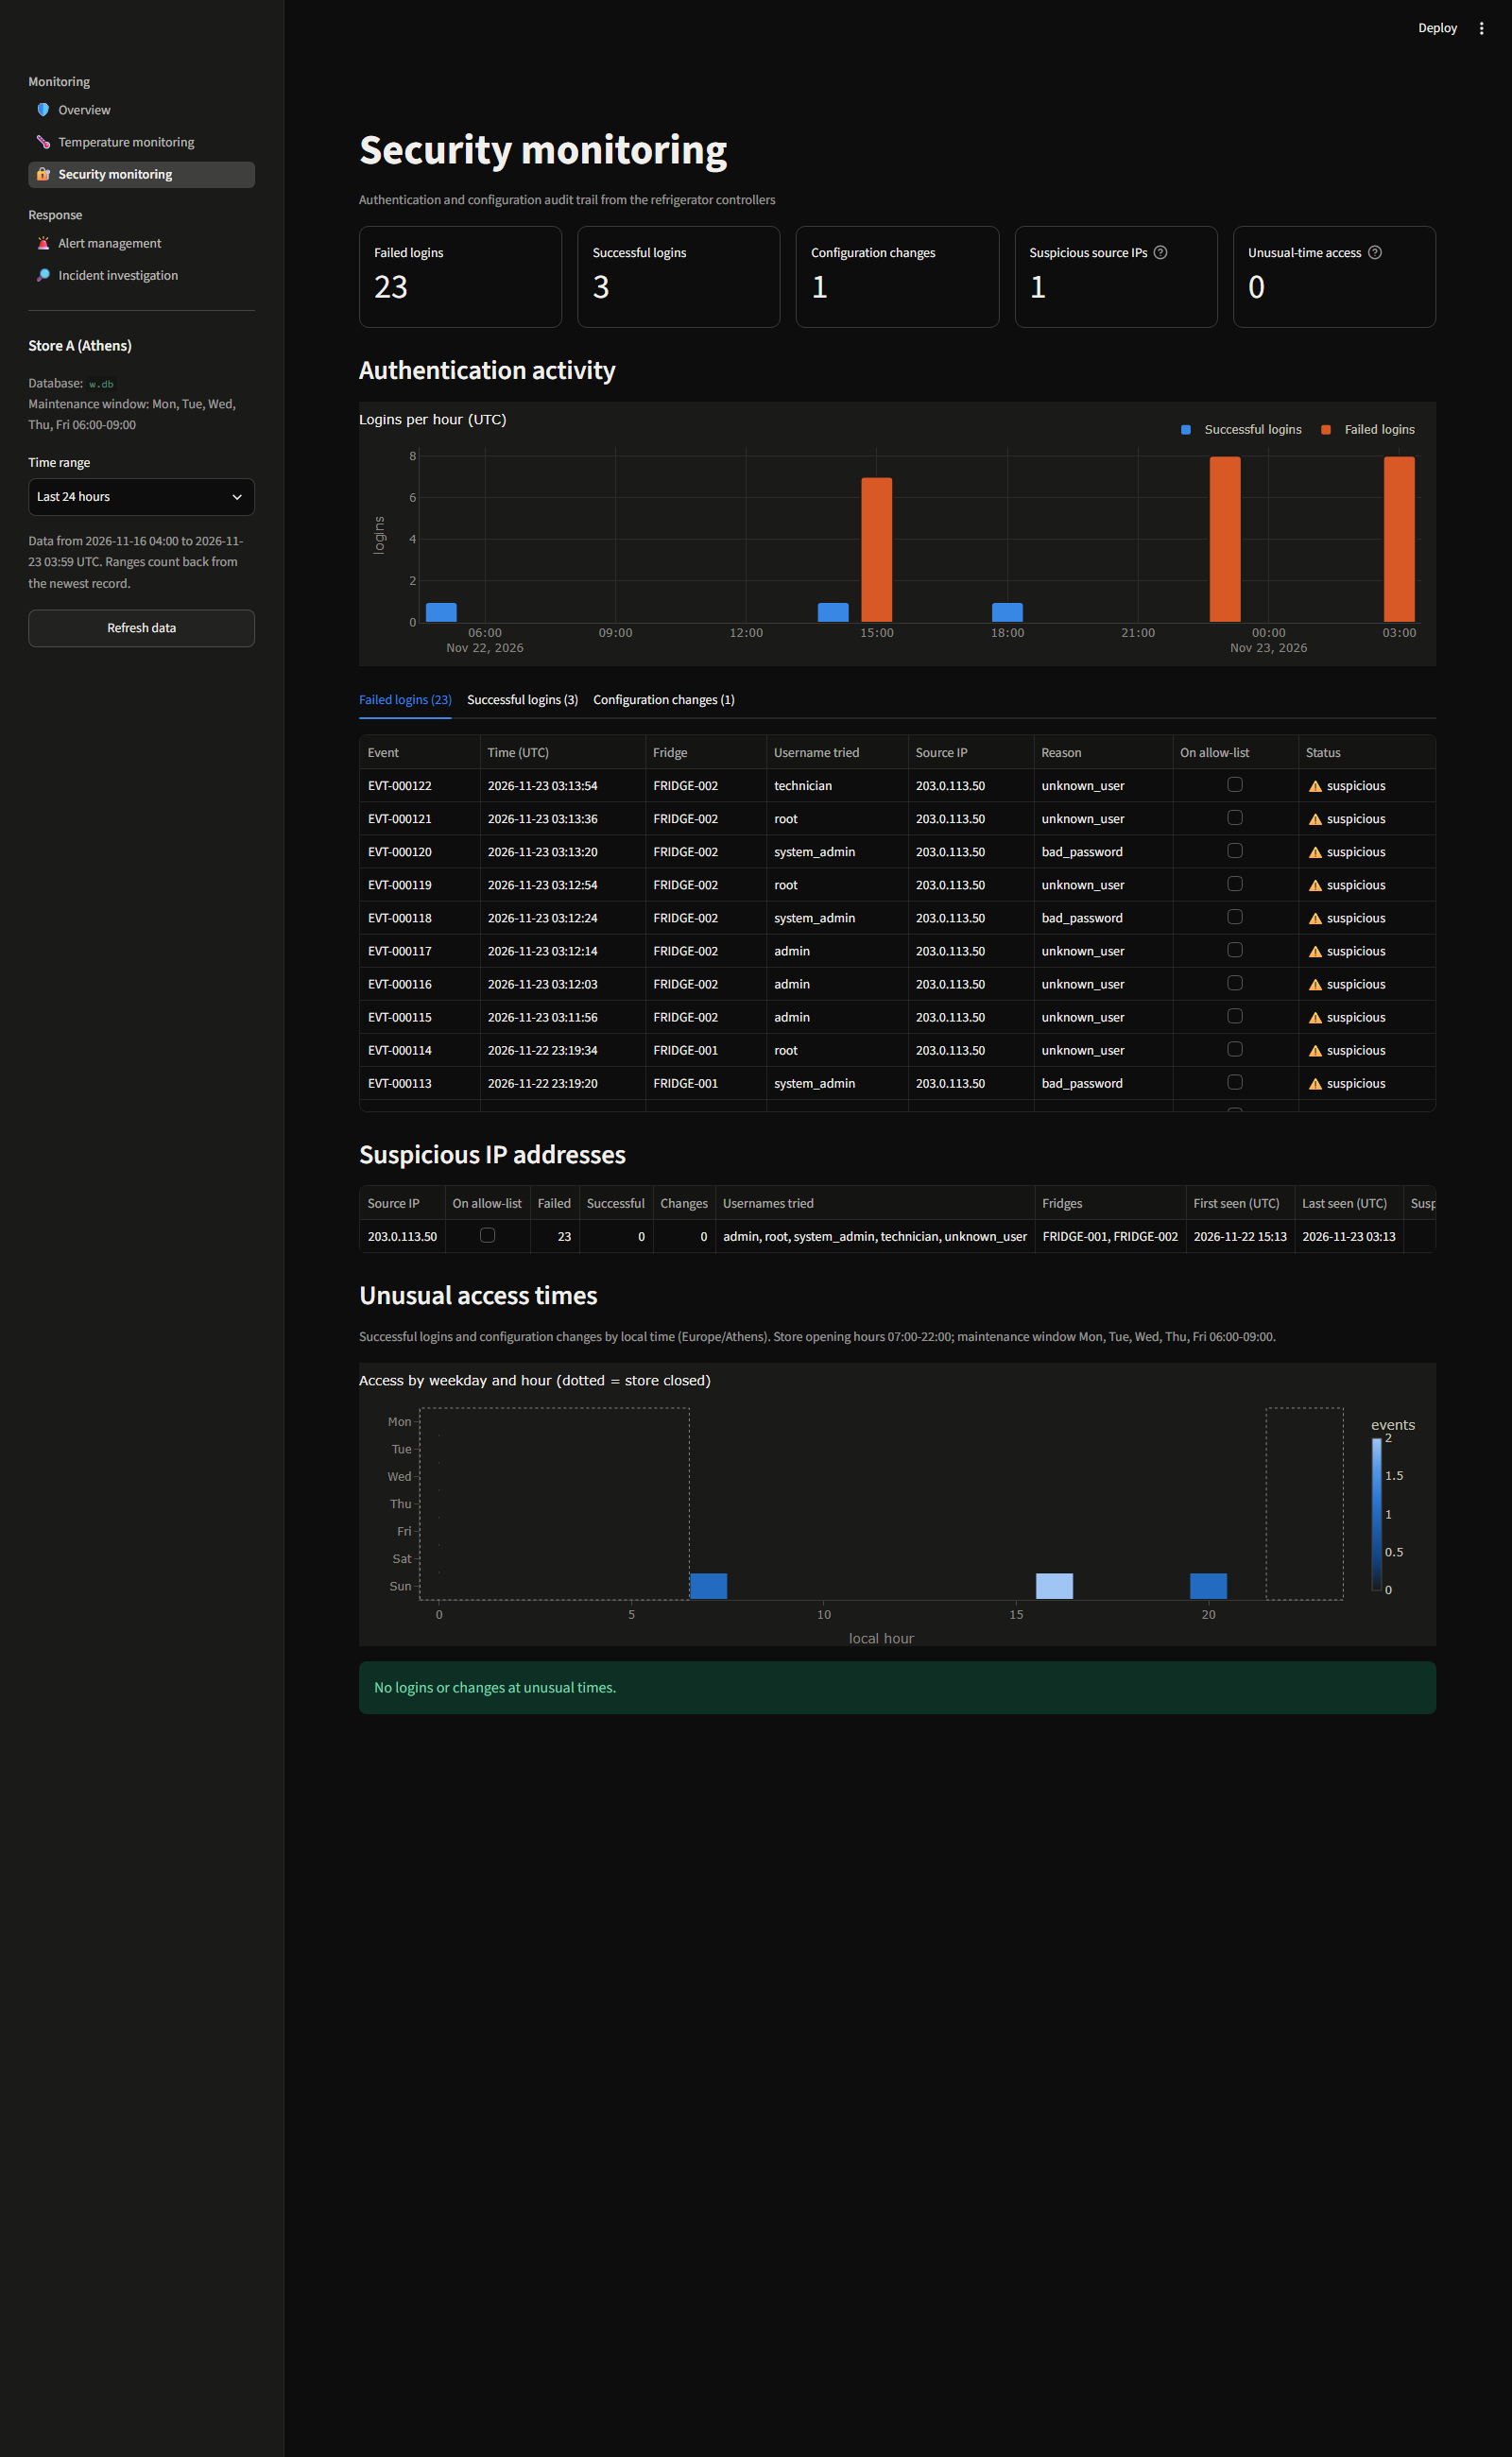 Deploy
Monitoring
Overview
Temperature monitoring
Security monitoring
Response
Alert management
Incident investigation
Store A (Athens)
Database: w.db
Maintenance window: Mon, Tue, Wed,
Thu, Fri 06:00-09:00
Time range
Last 24 hours
Data from 2026-11-16 04:00 to 2026-11-
23 03:59 UTC. Ranges count back from
the newest record.
Refresh data
Security monitoring
Authentication and configuration audit trail from the refrigerator controllers
Failed logins
23
Successful logins
3
Configuration changes
1
Suspicious source IPs
1
Unusual-time access
0
Authentication activity
Logins per hour (UTC)
Successful logins Failed logins
logins
8
6
4
2
0
06:00 09:00 12:00 15:00 18:00 21:00 00:00 03:00
Nov 22, 2026 Nov 23, 2026
Failed logins (23) Successful logins (3) Configuration changes (1)
Event Time (UTC) Fridge Username tried Source IP Reason On allow-list Status
EVT-000122 2026-11-23 03:13:54 FRIDGE-002 technician 203.0.113.50 unknown_user suspicious
EVT-000121 2026-11-23 03:13:36 FRIDGE-002 root 203.0.113.50 unknown_user suspicious
EVT-000120 2026-11-23 03:13:20 FRIDGE-002 system_admin 203.0.113.50 bad_password suspicious
EVT-000119 2026-11-23 03:12:54 FRIDGE-002 root 203.0.113.50 unknown_user suspicious
EVT-000118 2026-11-23 03:12:24 FRIDGE-002 system_admin 203.0.113.50 bad_password suspicious
EVT-000117 2026-11-23 03:12:14 FRIDGE-002 admin 203.0.113.50 unknown_user suspicious
EVT-000116 2026-11-23 03:12:03 FRIDGE-002 admin 203.0.113.50 unknown_user suspicious
EVT-000115 2026-11-23 03:11:56 FRIDGE-002 admin 203.0.113.50 unknown_user suspicious
EVT-000114 2026-11-22 23:19:34 FRIDGE-001 root 203.0.113.50 unknown_user suspicious
EVT-000113 2026-11-22 23:19:20 FRIDGE-001 system_admin 203.0.113.50 bad_password suspicious
Suspicious IP addresses
Source IP On allow-list Failed Successful Changes Usernames tried Fridges First seen (UTC) Last seen (UTC) Susp
203.0.113.50 23 0 0 admin, root, system_admin, technician, unknown_user FRIDGE-001, FRIDGE-002 2026-11-22 15:13 2026-11-23 03:13
Unusual access times
Successful logins and configuration changes by local time (Europe/Athens). Store opening hours 07:00-22:00; maintenance window Mon, Tue, Wed, Thu, Fri 06:00-09:00.
Access by weekday and hour (dotted = store closed)
Mon
Tue
Wed
Thu
Fri
Sat
Sun
0 5 10 15 20
local hour
events
2
1.5
1
0.5
0
No logins or changes at unusual times.